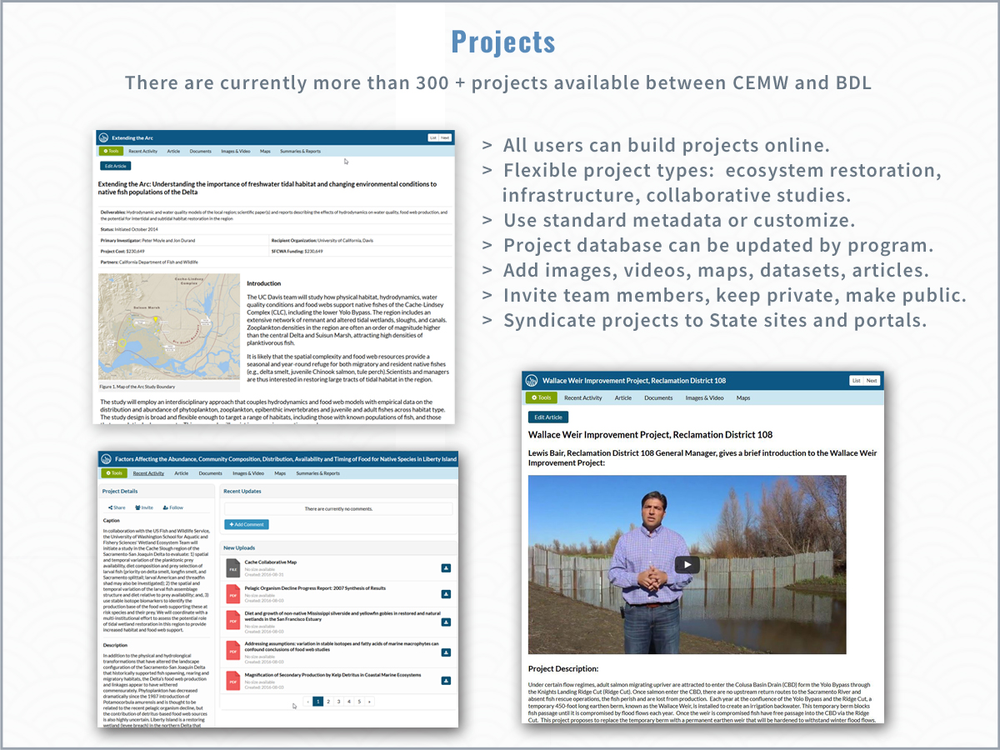 Projects
There are currently more than 300 + projects available between CEMW and BDL
Extending the Arc
List Next
Tools Recent Activity Article Documents Images & Video Maps Summaries & Reports
Edit Article
Extending the Arc: Understanding the importance of freshwater tidal habitat and changing environmental conditions to
native fish populations of the Delta
Deliverables: Hydrodynamic and water quality models of the local region; scientific paper(s) and reports describing the effects of hydrodynamics on water quality, food web production, and
the potential for intertidal and subtidal habitat restoration in the region
Status: Initiated October 2014
Primary Investigator: Peter Moyle and Jon Durand Recipient Organization: University of California, Davis
Project Cost: $230,649 SFCWA Funding: $230,649
Partners: California Department of Fish and Wildlife
Cache-Lindsey
Complex
Suisun Marsh
Figure 1. Map of the Arc Study Boundary
Introduction
The UC Davis team will study how physical habitat, hydrodynamics, water
quality conditions and food webs support native fishes of the Cache-Lindsey
Complex (CLC), including the lower Yolo Bypass. The region includes an
extensive network of remnant and altered tidal wetlands, sloughs, and canals.
Zooplankton densities in the region are often an order of magnitude higher
than the central Delta and Suisun Marsh, attracting high densities of
planktivorous fish.
It is likely that the spatial complexity and food web resources provide a
seasonal and year-round refuge for both migratory and resident native fishes
(e.g., delta smelt, juvenile Chinook salmon, tule perch).Scientists and managers
are thus interested in restoring large tracts of tidal habitat in the region.
The study will employ an interdisciplinary approach that couples hydrodynamics and food web models with empirical data on the
distribution and abundance of phytoplankton, zooplankton, epibenthic invertebrates and juvenile and adult fishes across habitat type.
The study design is broad and flexible enough to target a range of habitats, including those with known populations of fish, and those
> All users can build projects online.
> Flexible project types: ecosystem restoration,
infrastructure, collaborative studies.
> Use standard metadata or customize.
> Project database can be updated by program.
> Add images, videos, maps, datasets, articles.
> Invite team members, keep private, make public.
> Syndicate projects to State sites and portals.
Factors Affecting the Abundance, Community Composition, Distribution, Availability and Timing of Food for Native Species in Liberty Island
Tools Recent Activity Article Documents Images & Video Maps Summaries & Reports
Project Details
Share Invite Follow
Caption
In collaboration with the US Fish and Wildlife Service,
the University of Washington School for Aquatic and
Fishery Sciences' Wetland Ecosystem Team will
initiate a study in the Cache Slough region of the
Sacramento-San Joaquin Delta to evaluate: 1) spatial
and temporal variation of the planktonic prey
availability, diet composition and prey selection of
larval fish (priority on delta smelt, longfin smelt, and
Sacramento splittail; larval American and threadfin
shad may also be investigated); 2) the spatial and
temporal variation of the larval fish assemblage
structure and diet relative to prey availability; and, 3)
use stable isotope biomarkers to identify the
production base of the food web supporting these at
risk species and their prey. We will coordinate with a
multi-institutional effort to assess the potential role
of tidal wetland restoration in this region to provide
increased habitat and food web support.
Description
In addition to the physical and hydrological
transformations that have altered the landscape
configuration of the Sacramento-San Joaquin Delta
that historically supported fish spawning, rearing and
migratory habitats, the Delta's food web production
and linkages appear to have withered
commensurately. Phytoplankton has decreased
dramatically since the 1987 introduction of
Potamocorbula amurensis and is thought to be
related to the recent pelagic organism decline, but
the contribution of detritus-based food web sources
is also highly uncertain. Liberty Island is a restoring
wetland (levee breach) in the northern Delta that
Recent Updates
There are currently no comments.
+ Add Comment
New Uploads
FILE
Cache Collaborative Map
No size available
Created: 2016-08-31
PDF
Pelagic Organism Decline Progress Report: 2007 Synthesis of Results
No size available
Created: 2016-08-03
PDF
Diet and growth of non-native Mississippi silverside and yellowfin gobies in restored and natural
wetlands in the San Francisco Estuary
No size available
Created: 2016-08-03
PDF
Addressing assumptions: variation in stable isotopes and fatty acids of marine macrophytes can
confound conclusions of food web studies
No size available
Created: 2016-08-03
PDF
Magnification of Secondary Production by Kelp Detritus in Coastal Marine Ecosystems
No size available
Created: 2016-08-03
1 2 3 4 5
Wallace Weir Improvement Project, Reclamation District 108
List Next
Tools Recent Activity Article Documents Images & Video Maps
Edit Article
Wallace Weir Improvement Project, Reclamation District 108
Lewis Bair, Reclamation District 108 General Manager, gives a brief introduction to the Wallace Weir
Improvement Project:
Project Description:
Under certain flow regimes, adult salmon migrating upriver are attracted to enter the Colusa Basin Drain (CBD) form the Yolo Bypass through
the Knights Landing Ridge Cut (Ridge Cut). Once salmon enter the CBD, there are no upstream return routes to the Sacramento River and
absent fish rescue operations, the fish perish and are lost from production. Each year at the confluence of the Yolo Bypass and the Ridge Cut, a
temporary 450-foot long earthen berm, known as the Wallace Weir, is installed to create an irrigation backwater. This temporary berm blocks
fish passage until it is compromised by flood flows each year. Once the weir is compromised fish have free passage into the CBD via the Ridge
Cut. This project proposes to replace the temporary berm with a permanent earthen weir that will be hardened to withstand winter flood flows.